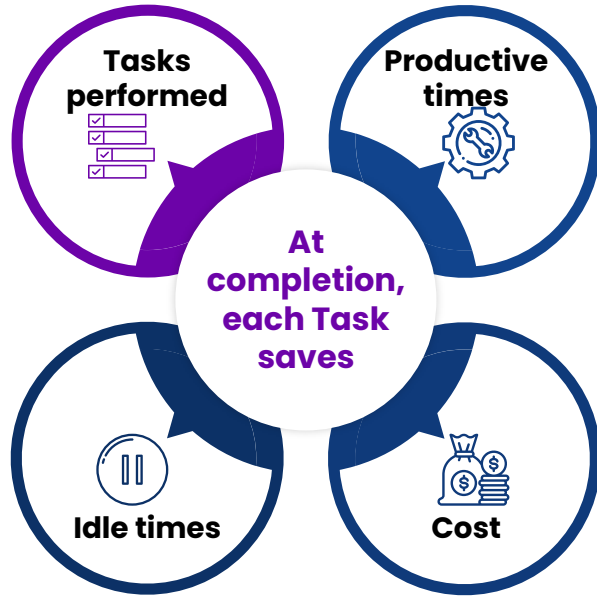 Tasks
performed
Productive
times
At
completion,
each Task
saves
Idle times
Cost
$
$